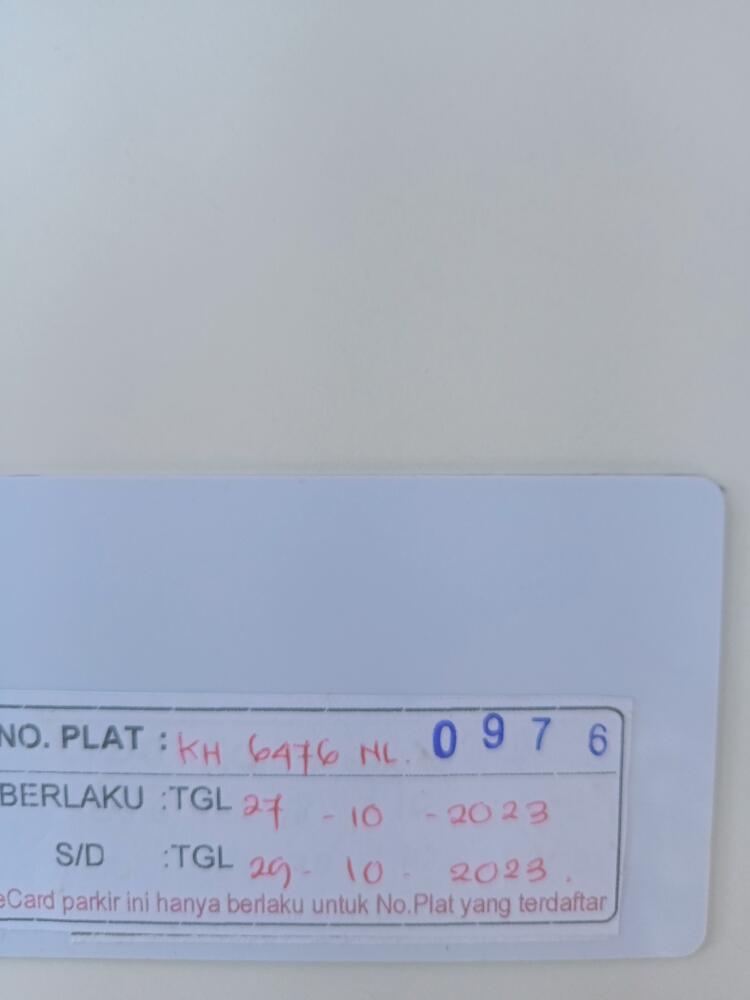 NO. PLAT : KH 6476 NL. 0976
BERLAKU :TGL 27 - 10 - 2023
S/D :TGL 29 - 10 - 2023.
eCard parkir ini hanya berlaku untuk No.Plat yang terdaftar